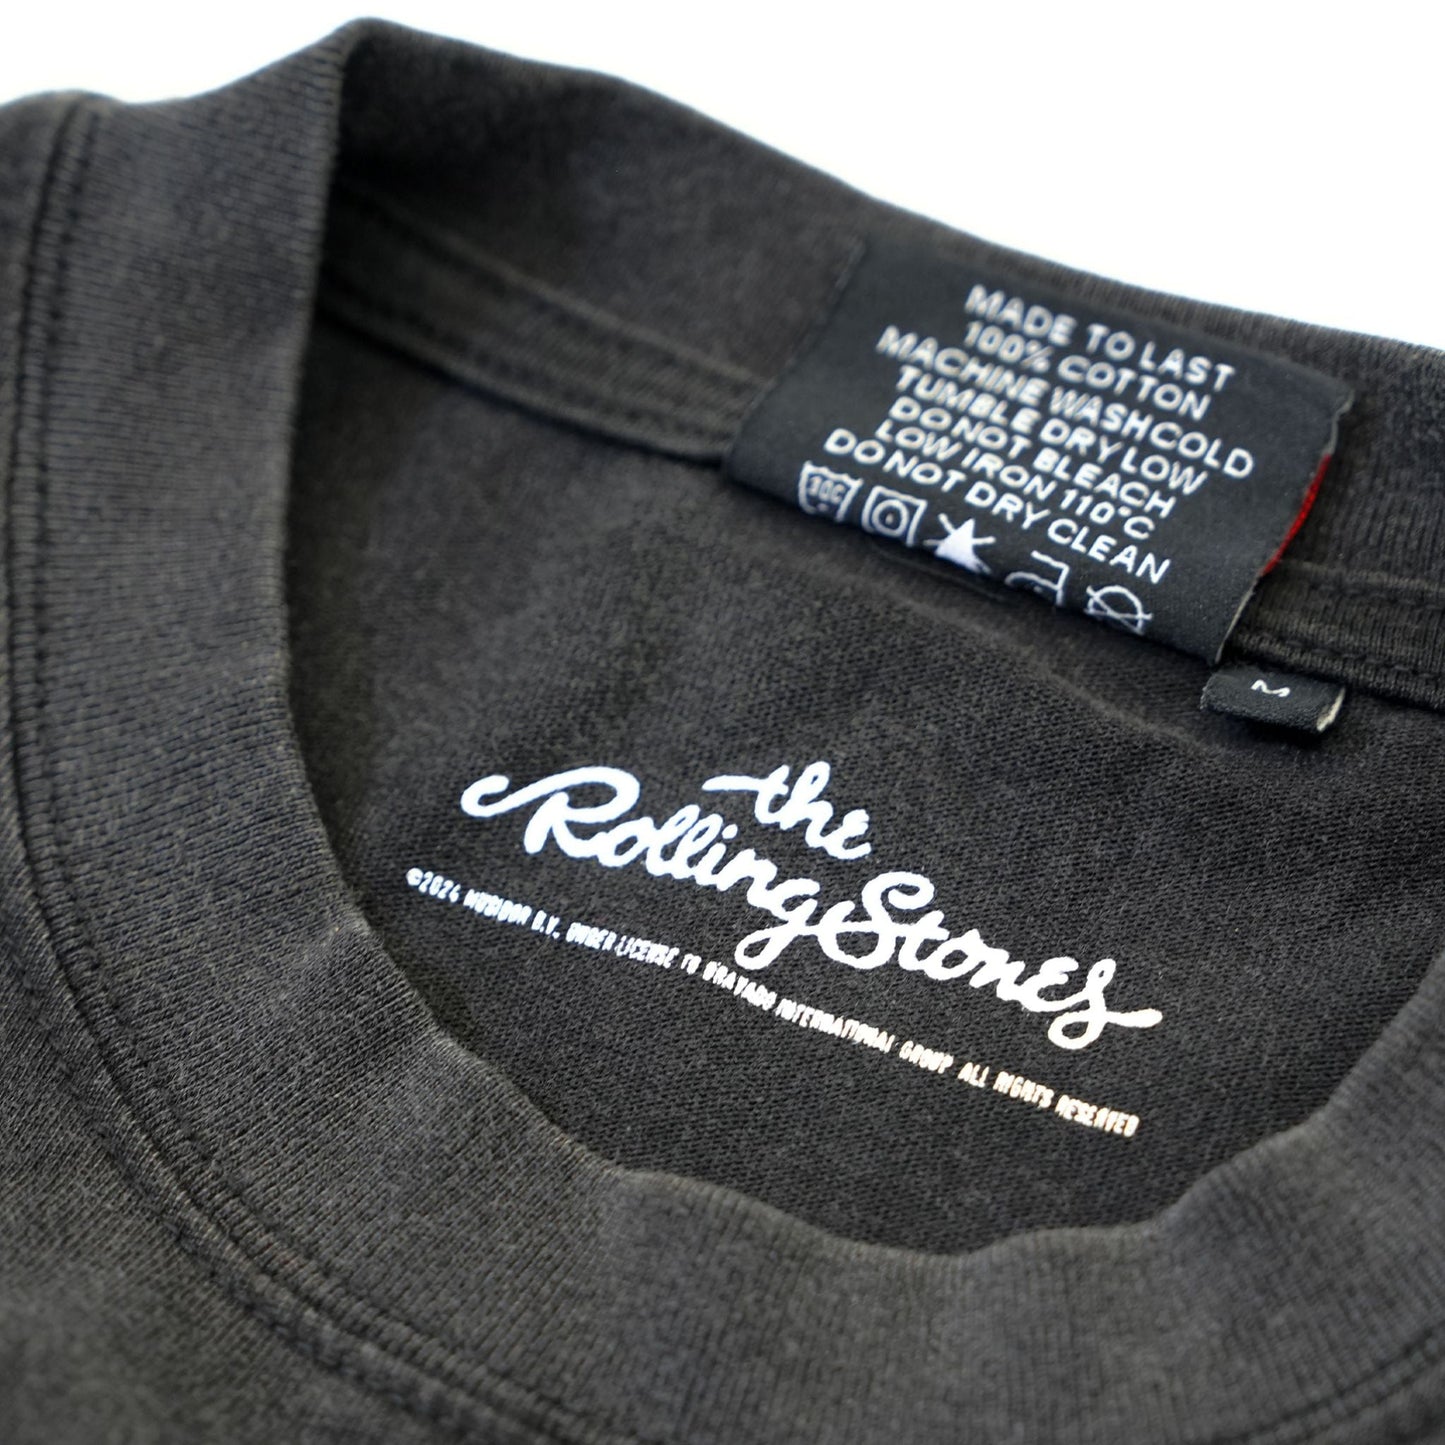 MADE TO LAST
100% COTTON
MACHINE WASH COLD
TUMBLE DRY LOW
DO NOT BLEACH
LOW IRON 110°C
DO NOT DRY CLEAN
30C
M
the
Rolling Stones
©2024 MUSIDOR B.V. UNDER LICENSE TO BRAVADO INTERNATIONAL GROUP ALL RIGHTS RESERVED